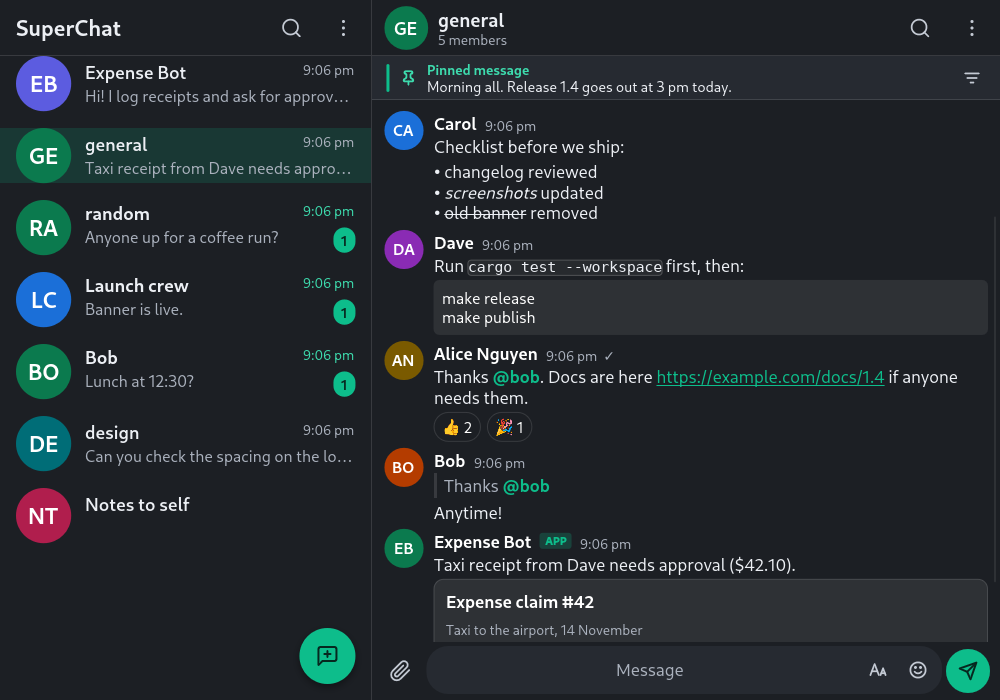 SuperChat
EB
Expense Bot
9:06 pm
Hi! I log receipts and ask for approv…
GE
general
9:06 pm
Taxi receipt from Dave needs appro…
RA
random
9:06 pm
Anyone up for a coffee run?
1
LC
Launch crew
9:06 pm
Banner is live.
1
BO
Bob
9:06 pm
Lunch at 12:30?
1
DE
design
9:06 pm
Can you check the spacing on the lo…
NT
Notes to self
GE
general
5 members
Pinned message
Morning all. Release 1.4 goes out at 3 pm today.
CA
Carol 9:06 pm
Checklist before we ship:
• changelog reviewed
• screenshots updated
• old banner removed
DA
Dave 9:06 pm
Run cargo test --workspace first, then:
make release
make publish
AN
Alice Nguyen 9:06 pm ✓
Thanks @bob. Docs are here https://example.com/docs/1.4 if anyone
needs them.
👍 2 🎉 1
BO
Bob 9:06 pm
Thanks @bob
Anytime!
EB
Expense Bot APP 9:06 pm
Taxi receipt from Dave needs approval ($42.10).
Expense claim #42
Taxi to the airport, 14 November
Message
AA